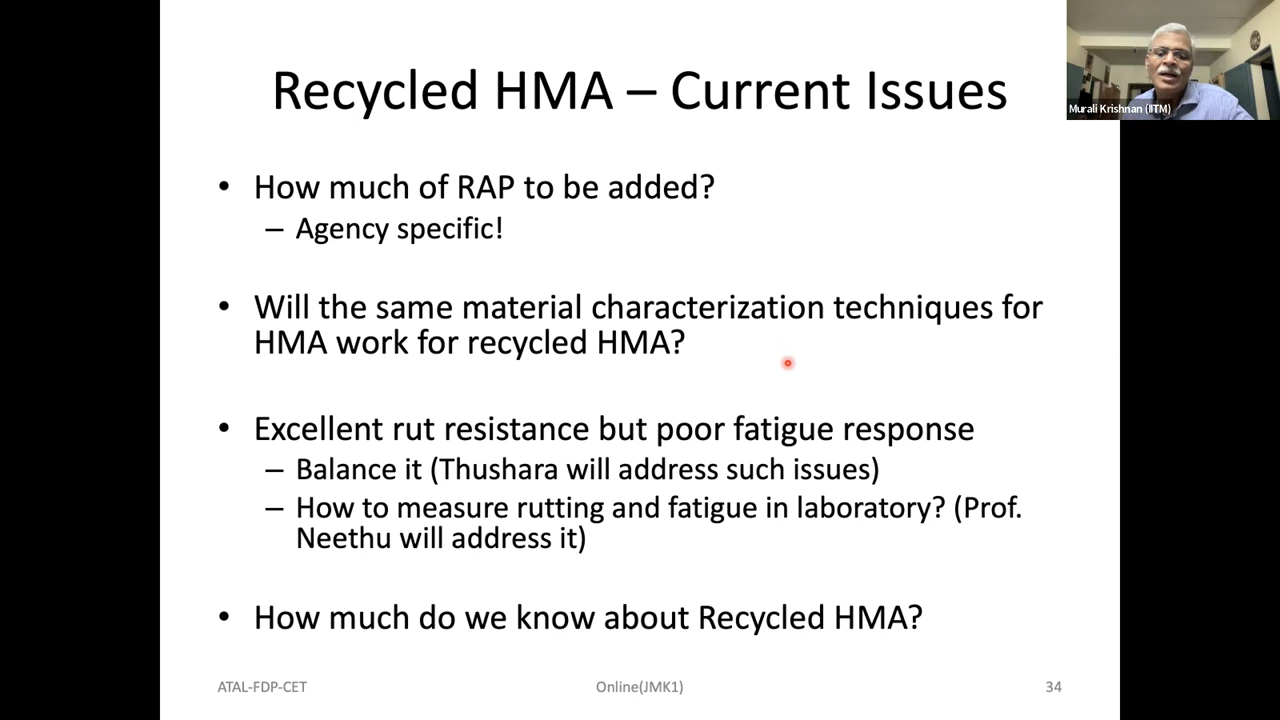 Recycled HMA – Current Issues
Murali Krishnan (IITM)
• How much of RAP to be added?
– Agency specific!
• Will the same material characterization techniques for
HMA work for recycled HMA?
• Excellent rut resistance but poor fatigue response
– Balance it (Thushara will address such issues)
– How to measure rutting and fatigue in laboratory? (Prof.
Neethu will address it)
• How much do we know about Recycled HMA?
ATAL-FDP-CET
Online(JMK1)
34